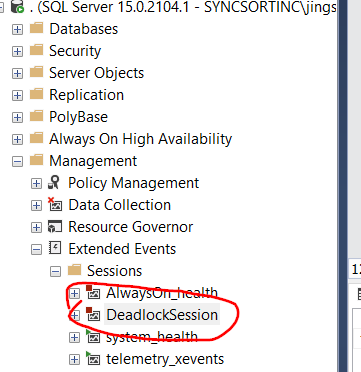 . (SQL Server 15.0.2104.1 - SYNCSORTINC\jings
Databases
Security
Server Objects
Replication
PolyBase
Always On High Availability
Management
Policy Management
Data Collection
Resource Governor
Extended Events
Sessions
AlwaysOn_health
DeadlockSession
system_health
telemetry_xevents
12